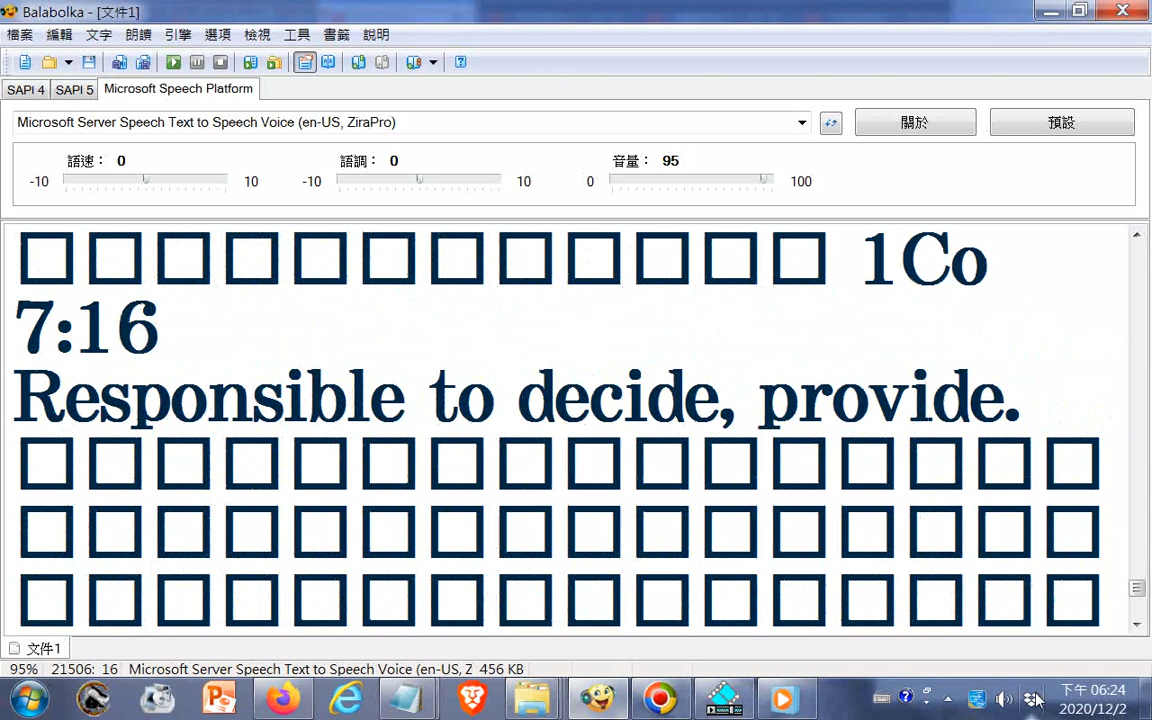 Balabolka - [文件1]
檔案 編輯 文字 朗讀 引擎 選項 檢視 工具 書籤 說明
SAPI 4 SAPI 5 Microsoft Speech Platform
Microsoft Server Speech Text to Speech Voice (en-US, ZiraPro) 關於 預設
語速： 0 語調： 0 音量： 95
-10 10 -10 10 0 100
□□□□□□□□□□□□ 1Co
7:16
Responsible to decide, provide.
□□□□□□□□□□□□□□□□
□□□□□□□□□□□□□□□□
□□□□□□□□□□□□□□□□
文件1
95% 21506: 16 Microsoft Server Speech Text to Speech Voice (en-US, Z 456 KB
下午 06:24
2020/12/2